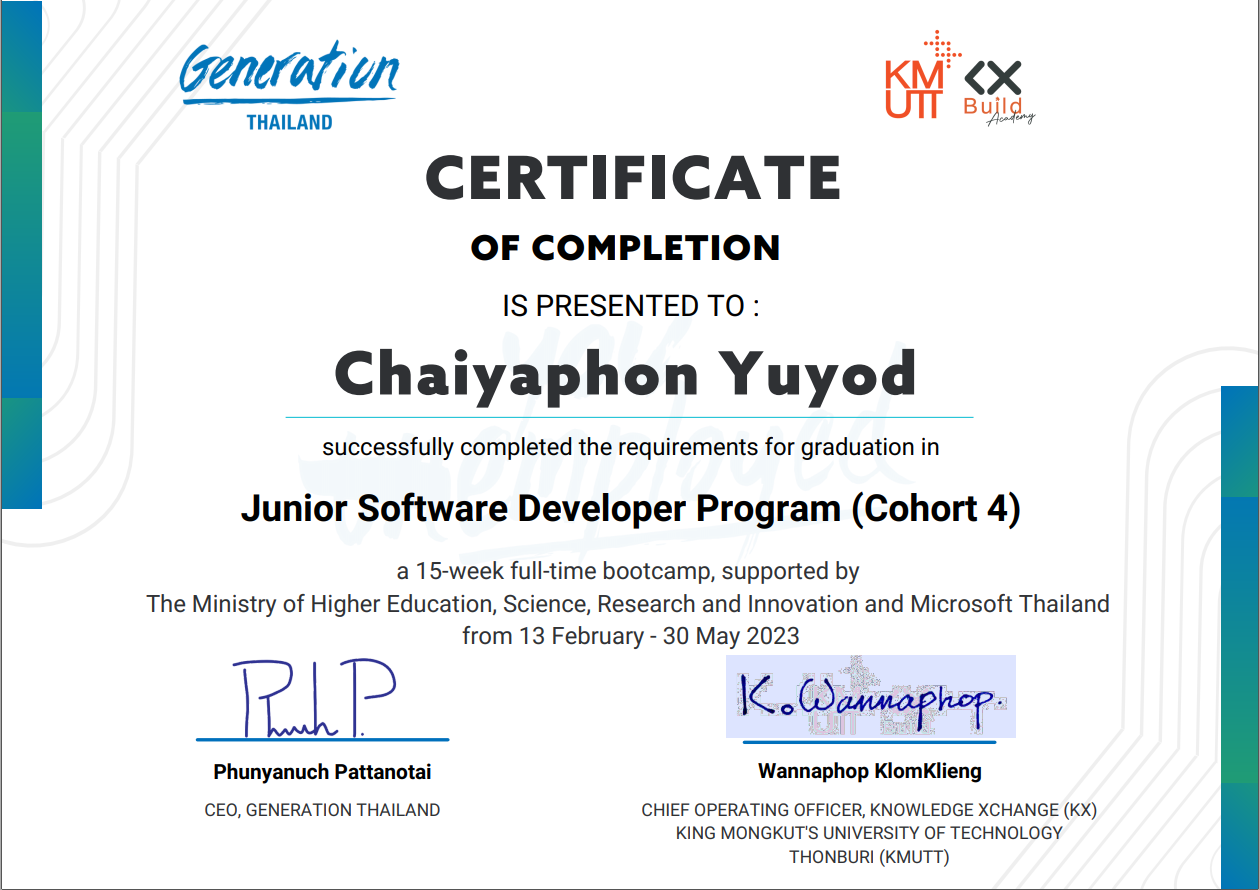 Generation
THAILAND
KM
UTT
KX
Build
Academy
CERTIFICATE
OF COMPLETION
IS PRESENTED TO :
Chaiyaphon Yuyod
successfully completed the requirements for graduation in
Junior Software Developer Program (Cohort 4)
a 15-week full-time bootcamp, supported by
The Ministry of Higher Education, Science, Research and Innovation and Microsoft Thailand
from 13 February - 30 May 2023
K. Wannaphop.
Phunyanuch Pattanotai
CEO, GENERATION THAILAND
Wannaphop KlomKlieng
CHIEF OPERATING OFFICER, KNOWLEDGE XCHANGE (KX)
KING MONGKUT'S UNIVERSITY OF TECHNOLOGY
THONBURI (KMUTT)